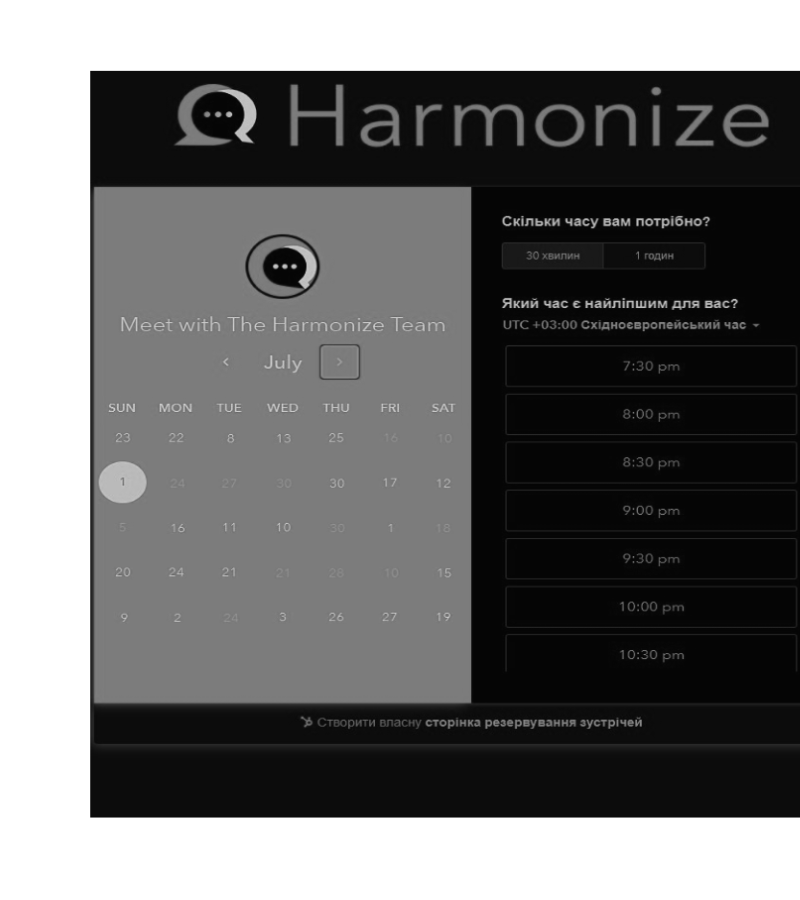 Harmonize
Meet with The Harmonize Team
‹ July ›
SUN MON TUE WED THU FRI SAT
23 22 8 13 25 16 10
1 24 27 30 30 17 12
5 16 11 10 30 1 18
20 24 21 21 28 10 15
9 2 24 3 26 27 19
Скільки часу вам потрібно?
30 хвилин 1 годин
Який час є найліпшим для вас?
UTC +03:00 Східноєвропейський час
7:30 pm
8:00 pm
8:30 pm
9:00 pm
9:30 pm
10:00 pm
10:30 pm
Створити власну сторінка резервування зустрічей